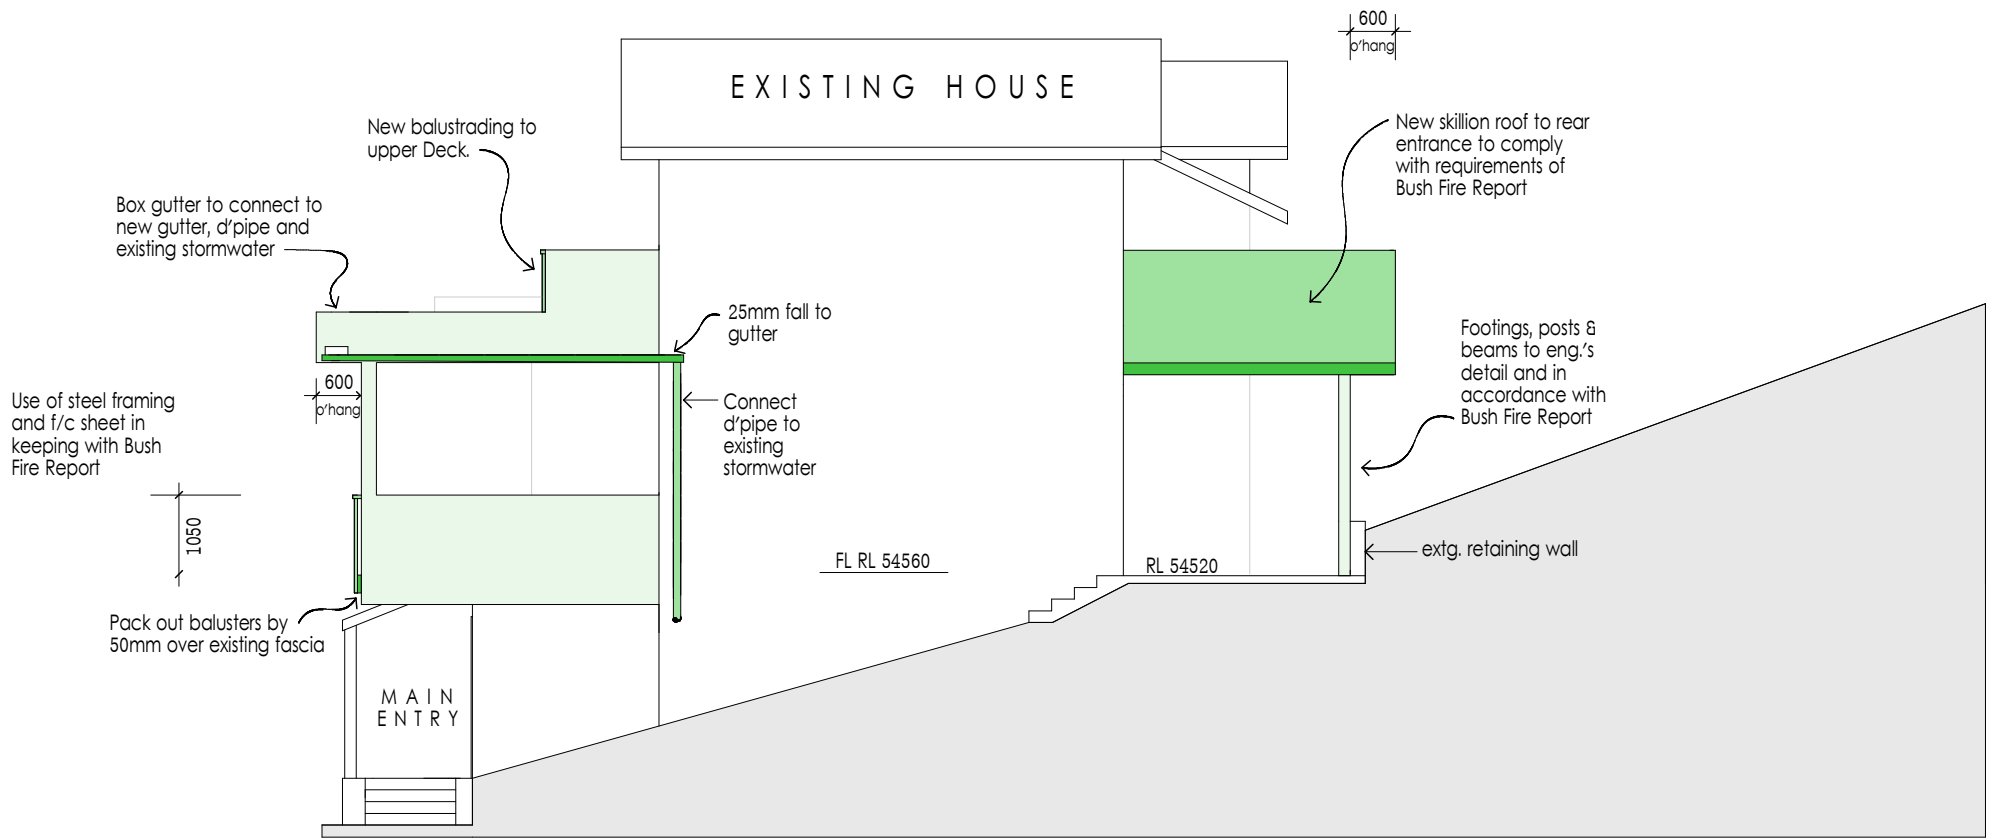 600
o'hang
EXISTING HOUSE
New balustrading to
upper Deck.
New skillion roof to rear
entrance to comply
with requirements of
Bush Fire Report
Box gutter to connect to
new gutter, d'pipe and
existing stormwater
25mm fall to
gutter
Footings, posts &
beams to eng.'s
detail and in
accordance with
Bush Fire Report
600
o'hang
Use of steel framing
and f/c sheet in
keeping with Bush
Fire Report
Connect
d'pipe to
existing
stormwater
1050
FL RL 54560
RL 54520
extg. retaining wall
Pack out balusters by
50mm over existing fascia
MAIN
ENTRY